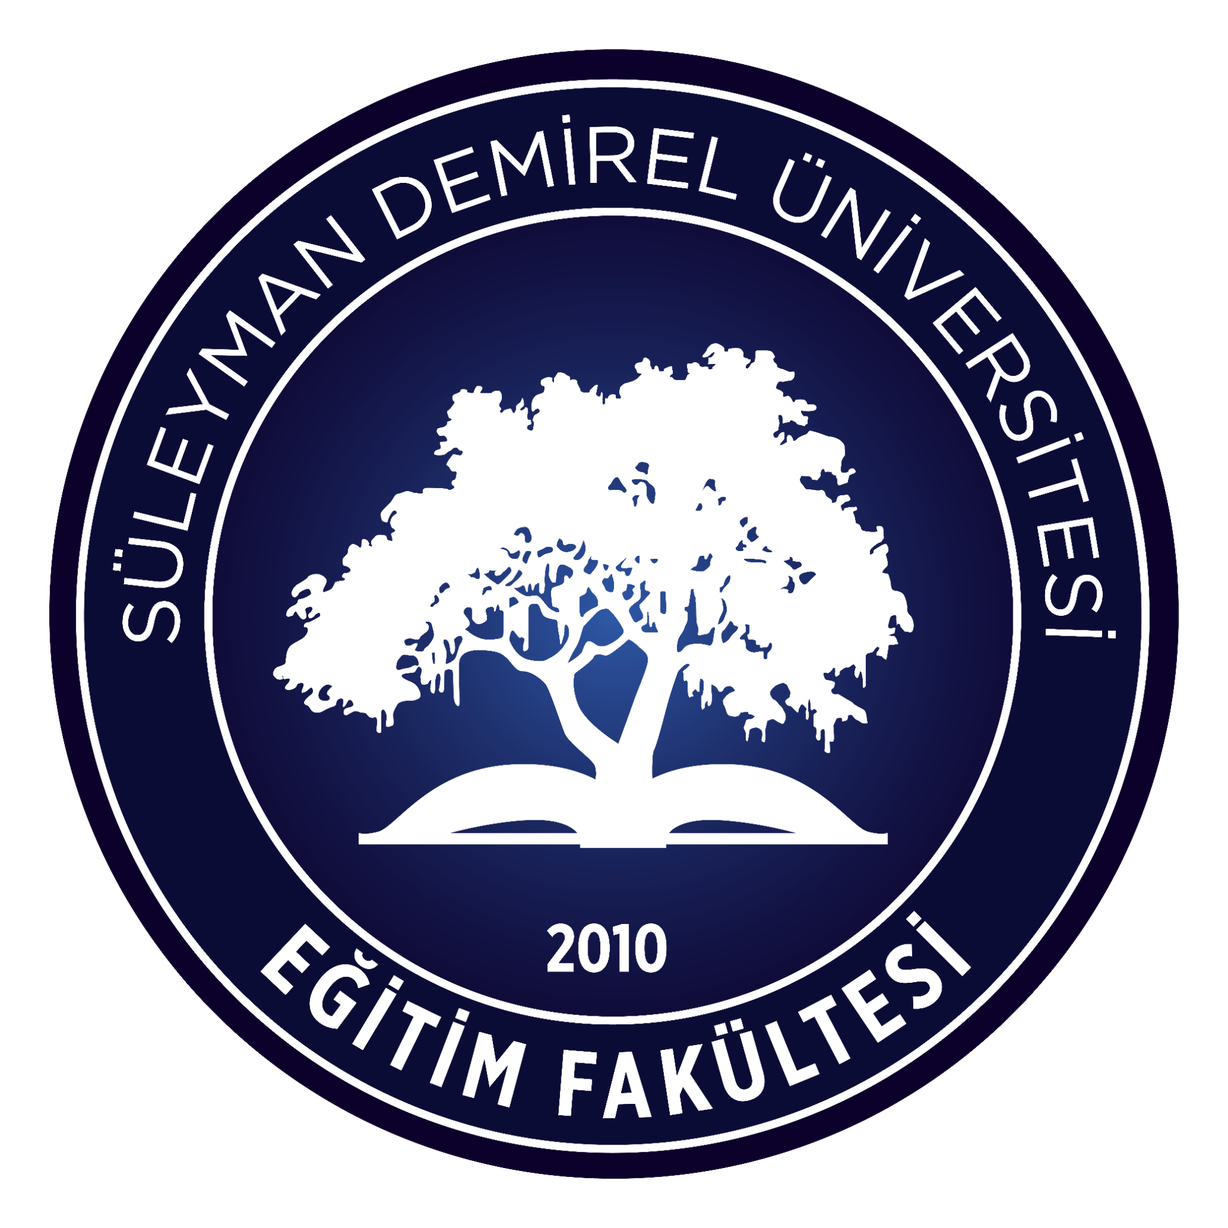 SÜLEYMAN DEMİREL ÜNİVERSİTESİ
2010
EĞİTİM FAKÜLTESİ